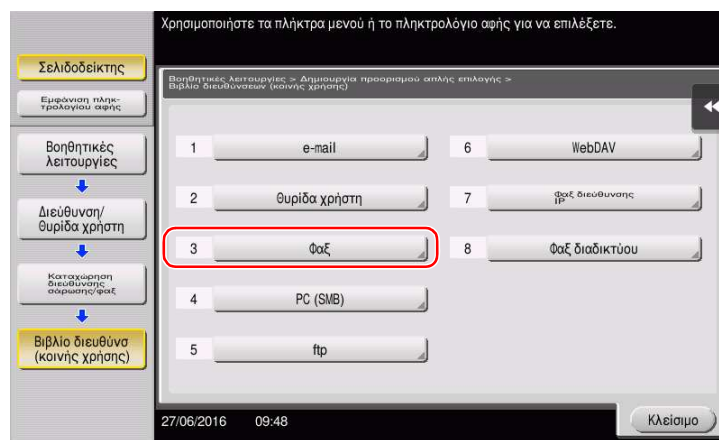 Χρησιμοποιήστε τα πλήκτρα μενού ή το πληκτρολόγιο αφής για να επιλέξετε.
Σελιδοδείκτης
Εμφάνιση πληκ-
τρολογίου αφής
Βοηθητικές
λειτουργίες
Διεύθυνση/
Θυρίδα χρήστη
Καταχώρηση
διεύθυνσης
σάρωσης/φαξ
Βιβλίο διευθύνσ
(κοινής χρήσης)
Βοηθητικές λειτουργίες > Δημιουργία προορισμού απλής επιλογής >
Βιβλίο διευθύνσεων (κοινής χρήσης)
1 e-mail
2 Θυρίδα χρήστη
3 Φαξ
4 PC (SMB)
5 ftp
6 WebDAV
7 Φαξ διεύθυνσης
IP
8 Φαξ διαδικτύου
27/06/2016 09:48
Κλείσιμο